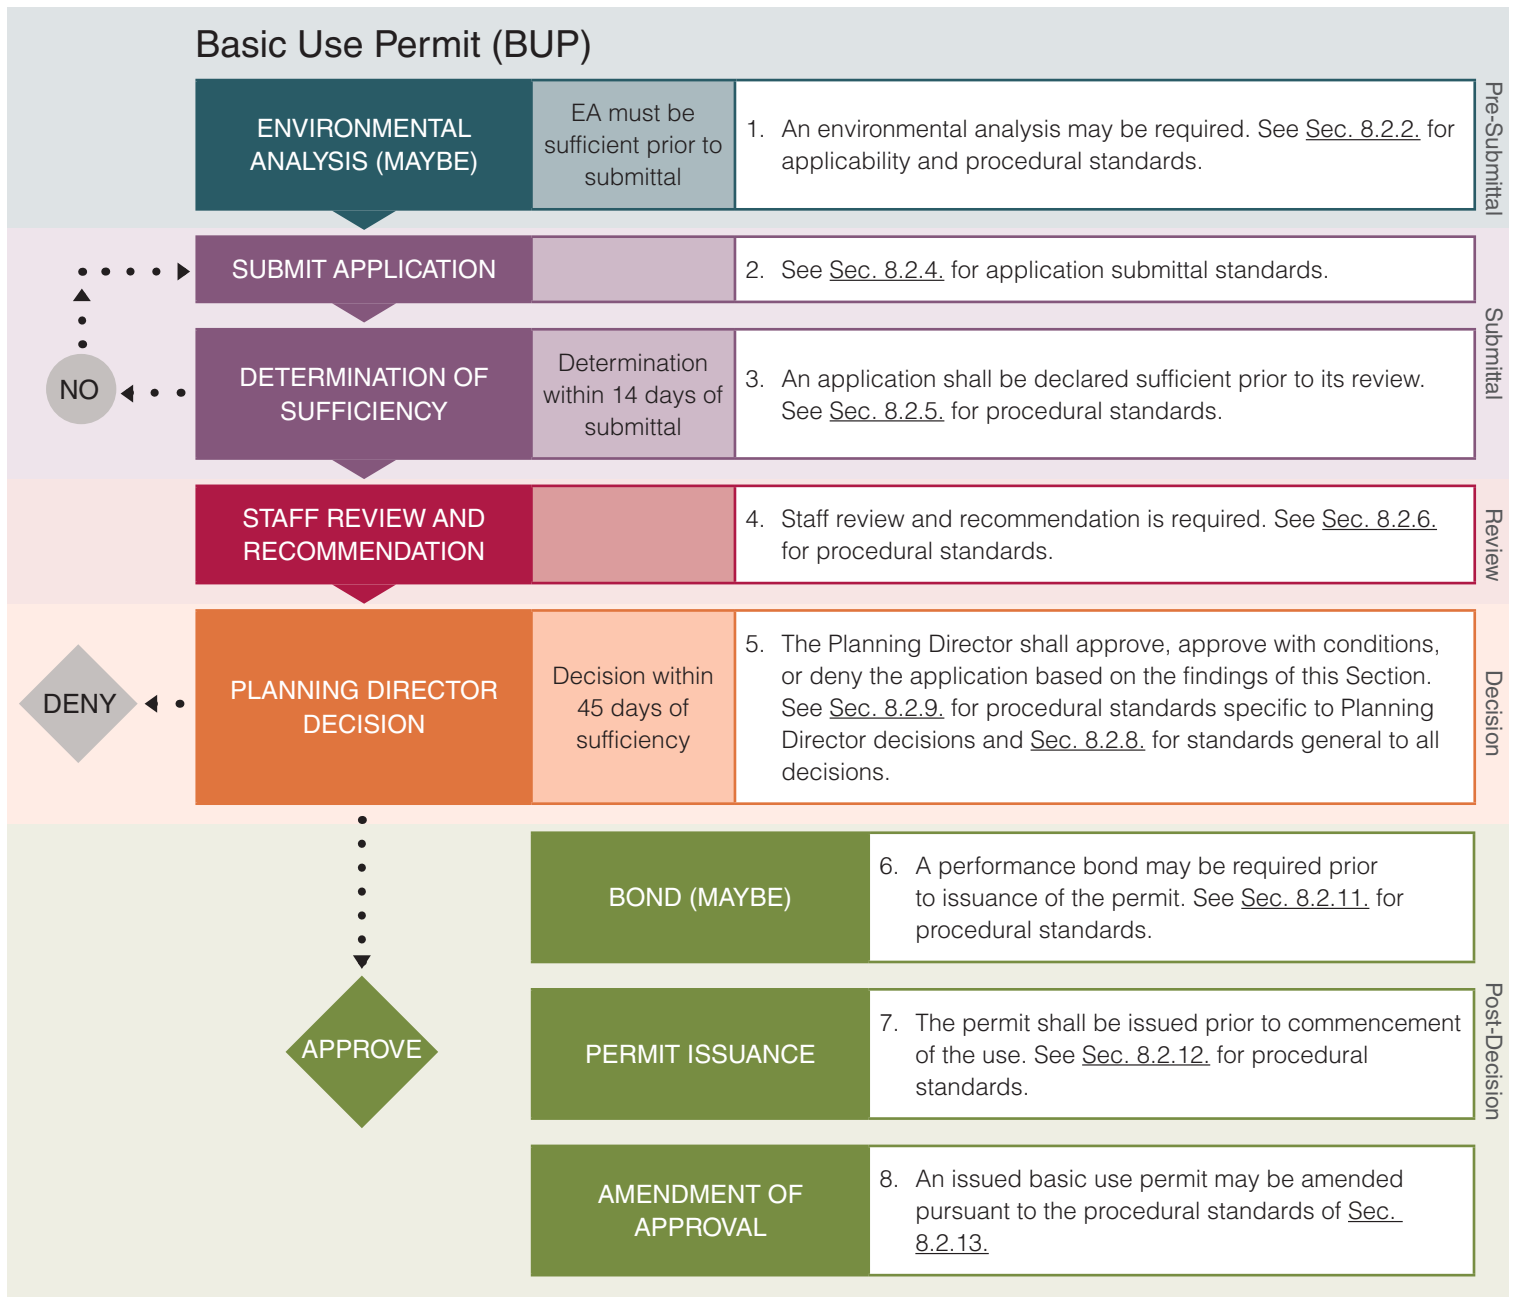 Basic Use Permit (BUP)
Pre-Submittal
ENVIRONMENTAL
ANALYSIS (MAYBE)
EA must be
sufficient prior to
submittal
1. An environmental analysis may be required. See Sec. 8.2.2. for
applicability and procedural standards.
Submittal
SUBMIT APPLICATION
2. See Sec. 8.2.4. for application submittal standards.
NO
DETERMINATION OF
SUFFICIENCY
Determination
within 14 days of
submittal
3. An application shall be declared sufficient prior to its review.
See Sec. 8.2.5. for procedural standards.
Review
STAFF REVIEW AND
RECOMMENDATION
4. Staff review and recommendation is required. See Sec. 8.2.6.
for procedural standards.
Decision
DENY
PLANNING DIRECTOR
DECISION
Decision within
45 days of
sufficiency
5. The Planning Director shall approve, approve with conditions,
or deny the application based on the findings of this Section.
See Sec. 8.2.9. for procedural standards specific to Planning
Director decisions and Sec. 8.2.8. for standards general to all
decisions.
Post-Decision
APPROVE
BOND (MAYBE)
6. A performance bond may be required prior
to issuance of the permit. See Sec. 8.2.11. for
procedural standards.
PERMIT ISSUANCE
7. The permit shall be issued prior to commencement
of the use. See Sec. 8.2.12. for procedural
standards.
AMENDMENT OF
APPROVAL
8. An issued basic use permit may be amended
pursuant to the procedural standards of Sec.
8.2.13.